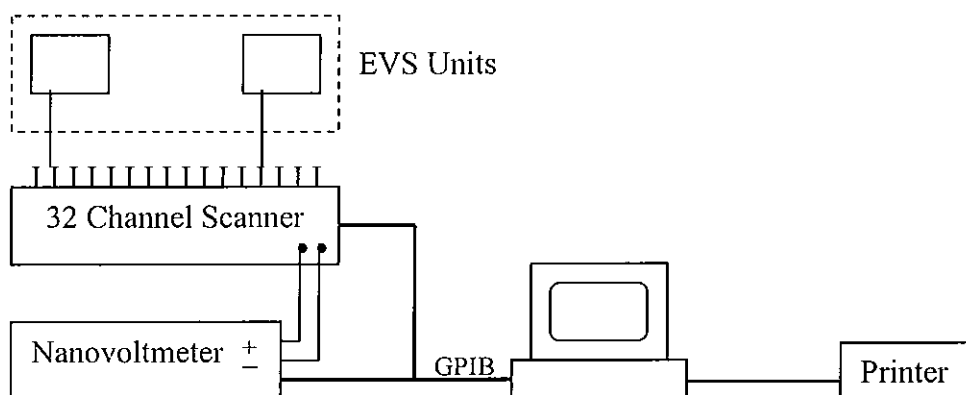 EVS Units
32 Channel Scanner
Nanovoltmeter + −
GPIB
Printer